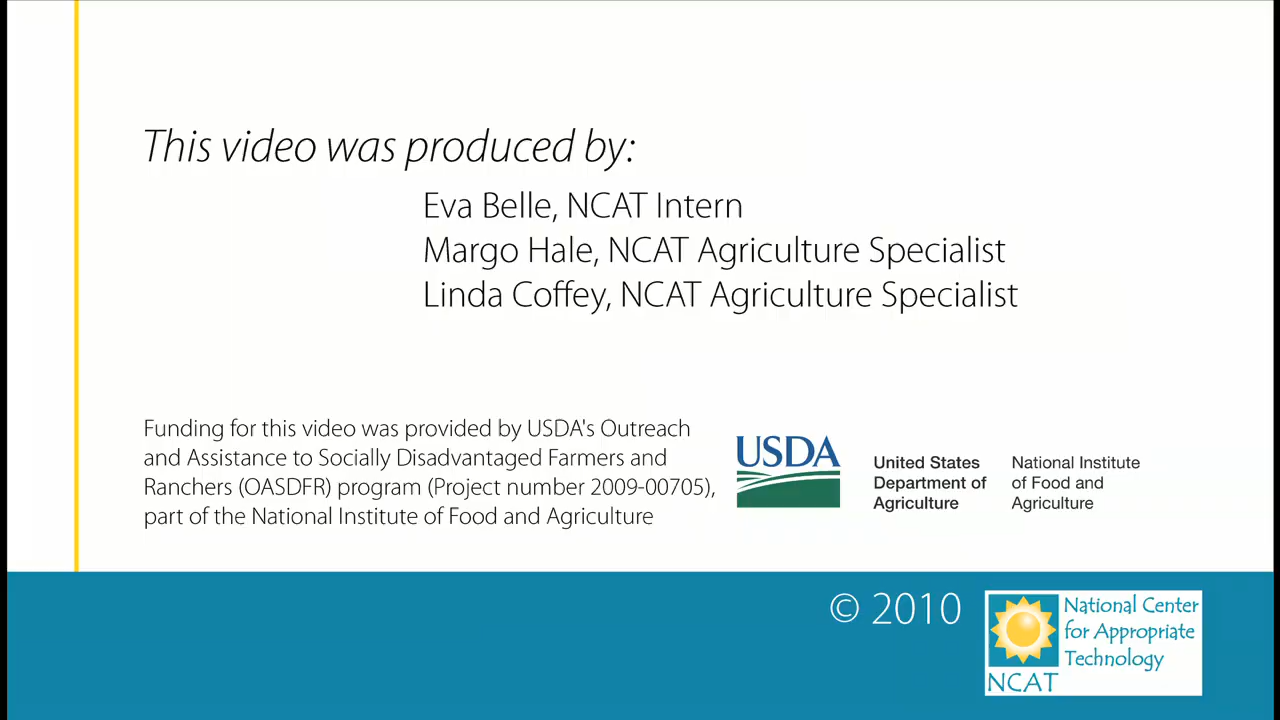 This video was produced by:
Eva Belle, NCAT Intern
Margo Hale, NCAT Agriculture Specialist
Linda Coffey, NCAT Agriculture Specialist
Funding for this video was provided by USDA's Outreach
and Assistance to Socially Disadvantaged Farmers and
Ranchers (OASDFR) program (Project number 2009-00705),
part of the National Institute of Food and Agriculture
USDA
United States
Department of
Agriculture
National Institute
of Food and
Agriculture
© 2010
National Center
for Appropriate
Technology
NCAT